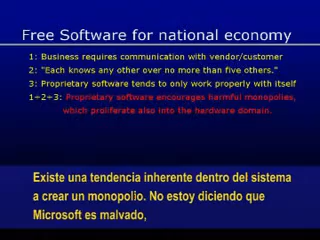 Free Software for national economy
1: Business requires communication with vendor/customer
2: "Each knows any other over no more than five others."
3: Proprietary software tends to only work properly with itself
1÷2÷3: Proprietary software encourages harmful monopolies,
which proliferate also into the hardware domain.
Existe una tendencia inherente dentro del sistema
a crear un monopolio. No estoy diciendo que
Microsoft es malvado,